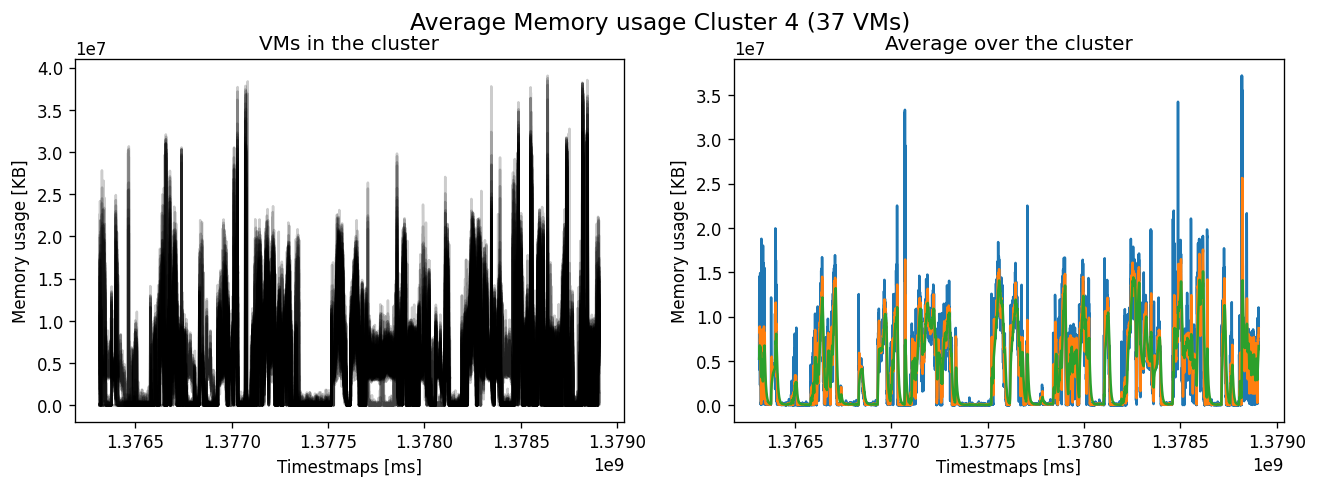 Average Memory usage Cluster 4 (37 VMs)
VMs in the cluster
1e7
4.0
3.5
3.0
2.5
2.0
1.5
1.0
0.5
0.0
Memory usage [KB]
1.3765
1.3770
1.3775
1.3780
1.3785
1.3790
Timestmaps [ms]
1e9
Average over the cluster
1e7
3.5
3.0
2.5
2.0
1.5
1.0
0.5
0.0
Memory usage [KB]
1.3765
1.3770
1.3775
1.3780
1.3785
1.3790
Timestmaps [ms]
1e9